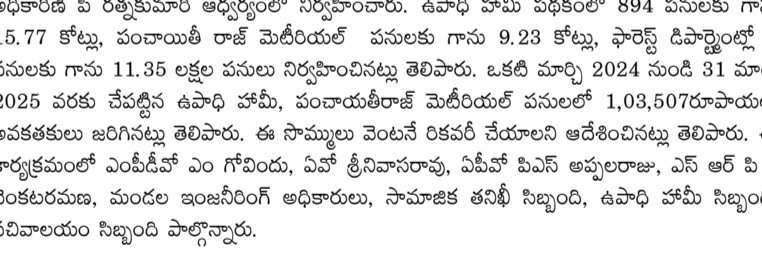 అధికారిణి పి రత్నకుమారి ఆధ్వర్యంలో నిర్వహించారు. ఉపాధి హామీ పథకంలో 894 పనులకు గా
5.77 కోట్లు, పంచాయితీ రాజ్ మెటీరియల్ పనులకు గాను 9.23 కోట్లు, ఫారెస్ట్ డిపార్ట్మెంట్లో
పనులకు గాను 11.35 లక్షల పనులు నిర్వహించినట్లు తెలిపారు. ఒకటి మార్చి 2024 నుండి 31 మా
2025 వరకు చేపట్టిన ఉపాధి హామీ, పంచాయతీరాజ్ మెటీరియల్ పనులలో 1,03,507రూపాయల
అవకతకులు జరిగినట్లు తెలిపారు. ఈ సొమ్ములు వెంటనే రికవరీ చేయాలని ఆదేశించినట్లు తెలిపారు.
కార్యక్రమంలో ఎంపీడీవో ఎం గోవిందు, ఏవో శ్రీనివాసరావు, ఏపీవో పిఎస్ అప్పలరాజు, ఎస్ ఆర్ పి
వెంకటరమణ, మండల ఇంజనీరింగ్ అధికారులు, సామాజిక తనిఖీ సిబ్బంది, ఉపాధి హామీ సిబ్బం
సచివాలయం సిబ్బంది పాల్గొన్నారు.